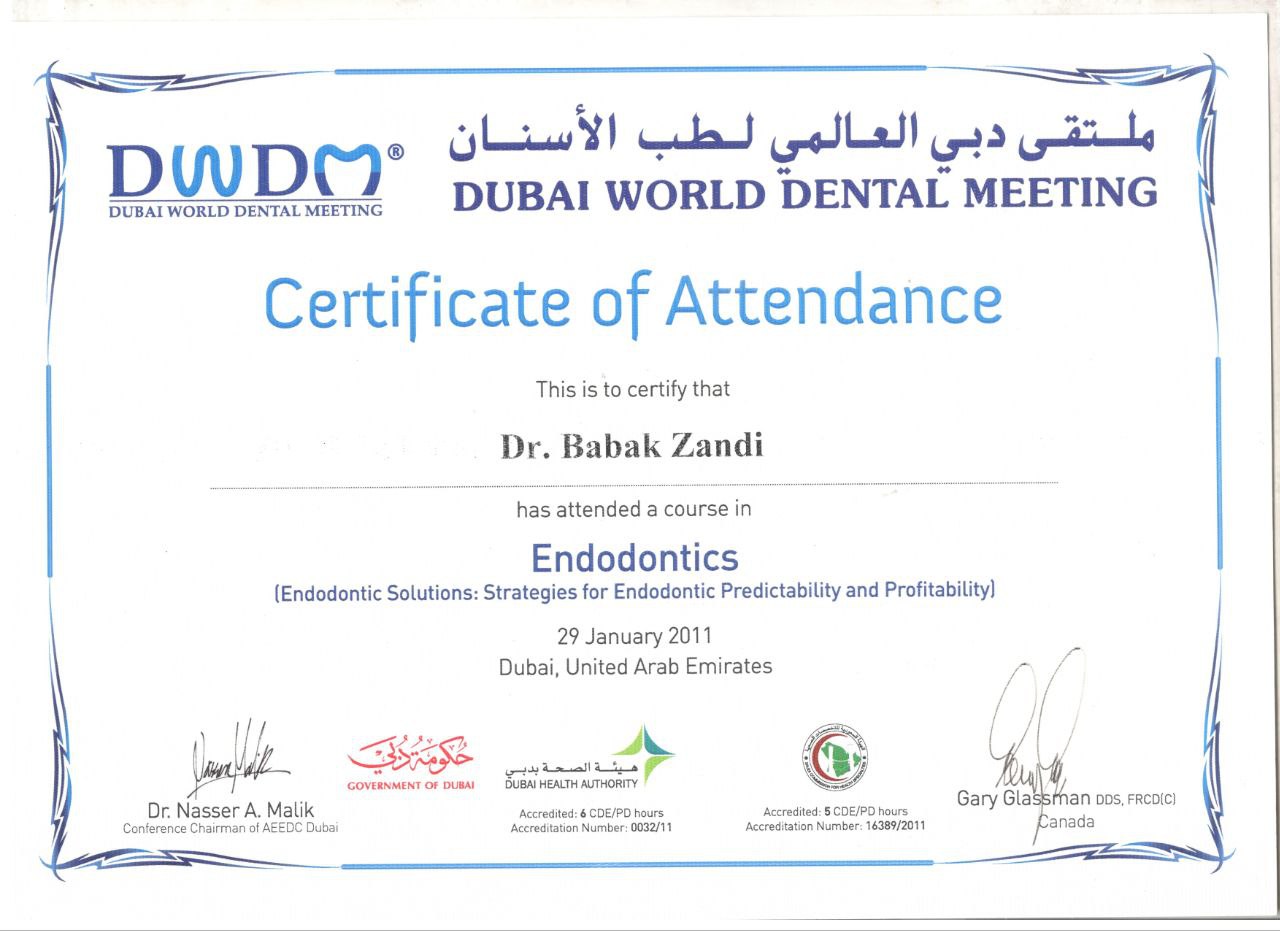 DWDM®
DUBAI WORLD DENTAL MEETING
ملتقى دبي العالمي لطب الأسنان
DUBAI WORLD DENTAL MEETING
Certificate of Attendance
This is to certify that
Dr. Babak Zandi
has attended a course in
Endodontics
(Endodontic Solutions: Strategies for Endodontic Predictability and Profitability)
29 January 2011
Dubai, United Arab Emirates
Dr. Nasser A. Malik
Conference Chairman of AEEDC Dubai
حكومة دبي
GOVERNMENT OF DUBAI
هيئة الصحة بدبي
DUBAI HEALTH AUTHORITY
Accredited: 6 CDE/PD hours
Accreditation Number: 0032/11
Accredited: 5 CDE/PD hours
Accreditation Number: 16389/2011
Gary Glassman DDS, FRCD(C)
Canada